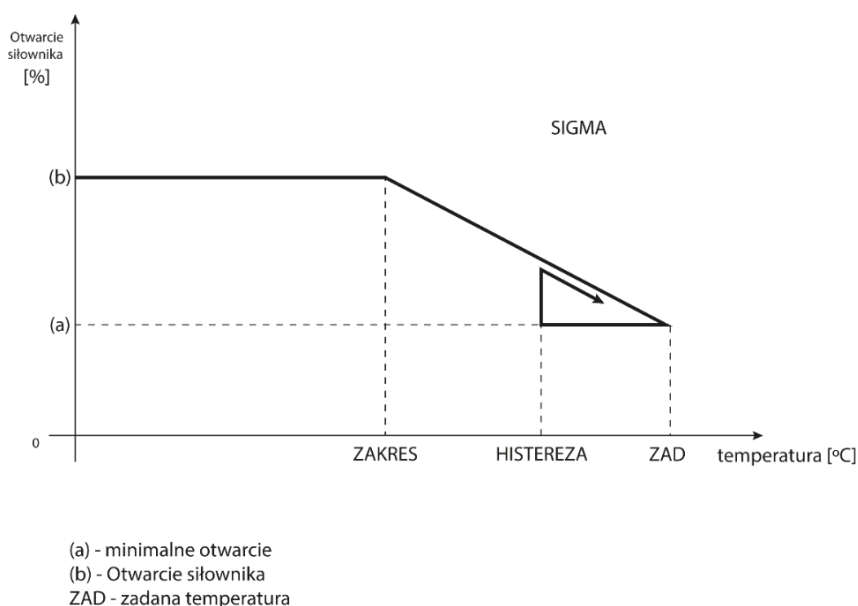 Otwarcie
siłownika
[%]
SIGMA
(b)
(a)
0
ZAKRES
HISTEREZA
ZAD
temperatura [ºC]
(a) - minimalne otwarcie
(b) - Otwarcie siłownika
ZAD - zadana temperatura